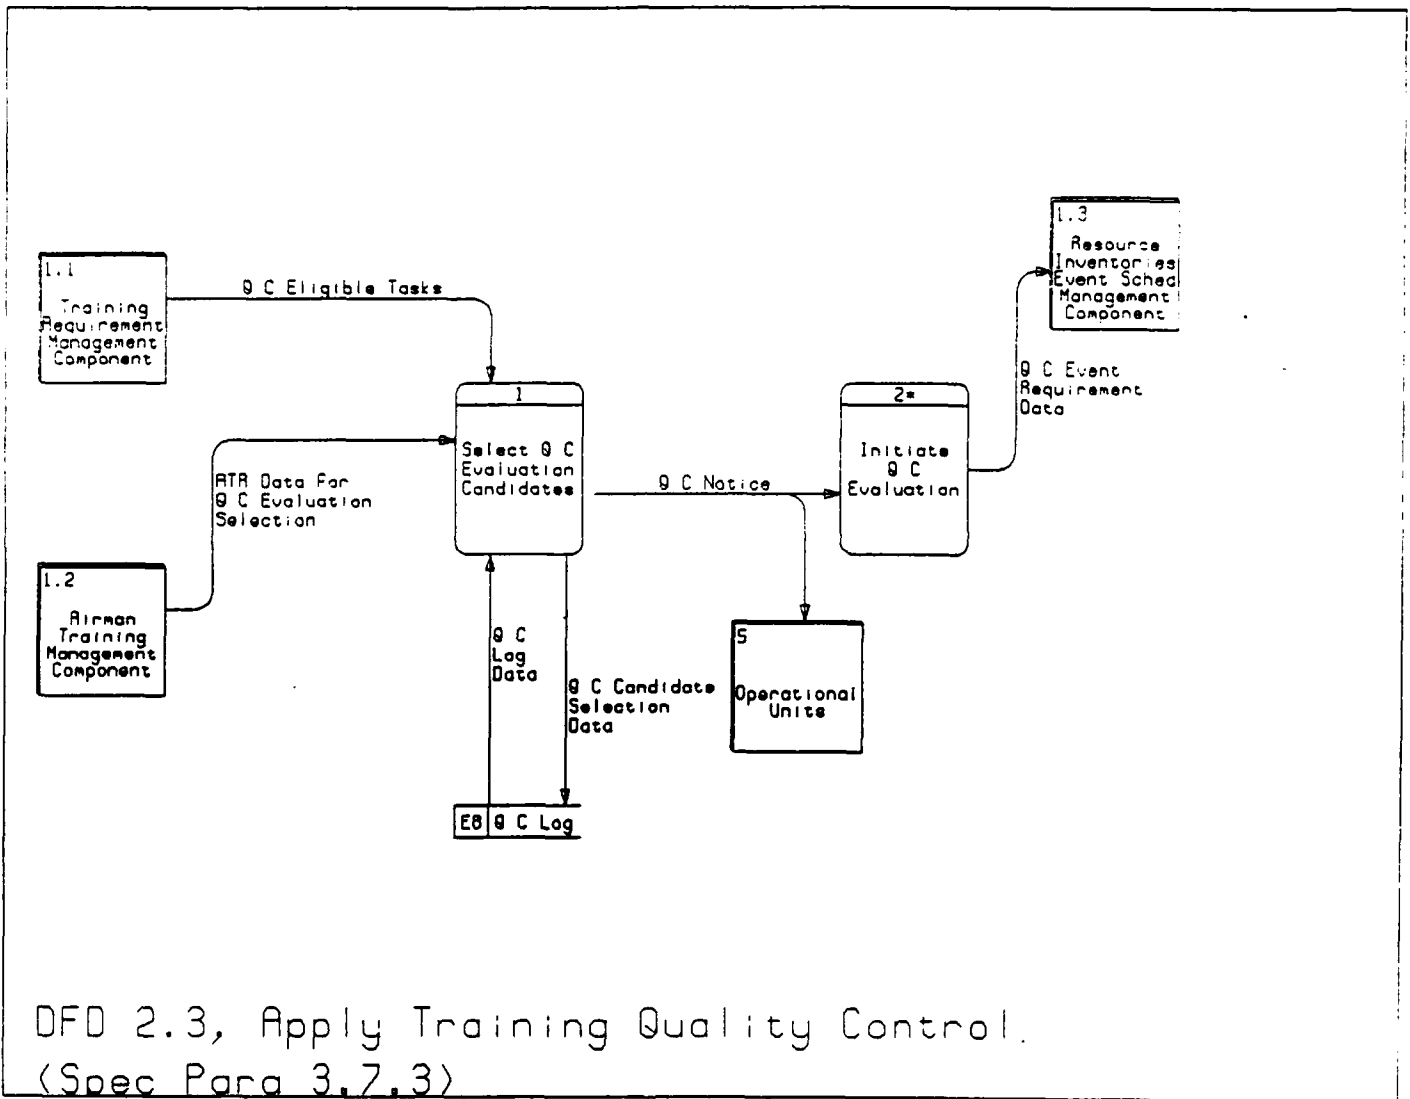 1.3
Resource
Inventories
Event Sched
Management
Component
1.1
Training
Requirement
Management
Component
Q C Eligible Tasks
Q C Event
Requirement
Data
1
Select Q C
Evaluation
Candidates
2*
Initiate
Q C
Evaluation
ATR Data For
Q C Evaluation
Selection
Q C Notice
1.2
Airman
Training
Management
Component
Q C
Log
Data
Q C Candidate
Selection
Data
5
Operational
Units
E8 Q C Log
DFD 2.3, Apply Training Quality Control.
(Spec Para 3.7.3)